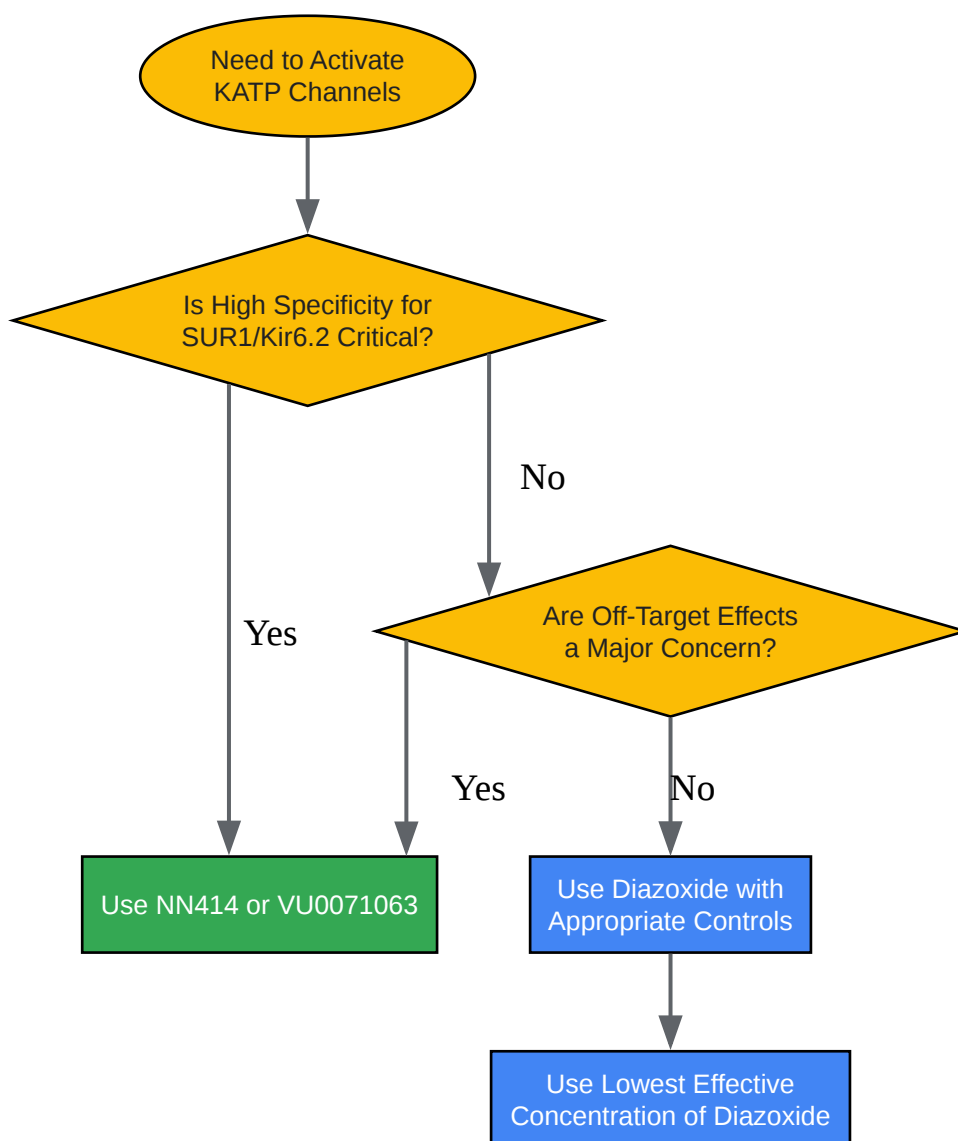 Need to Activate
KATP Channels
Is High Specificity for
SUR1/Kir6.2 Critical?
No
Yes
Are Off-Target Effects
a Major Concern?
Yes
No
Use NN414 or VU0071063
Use Diazoxide with
Appropriate Controls
Use Lowest Effective
Concentration of Diazoxide